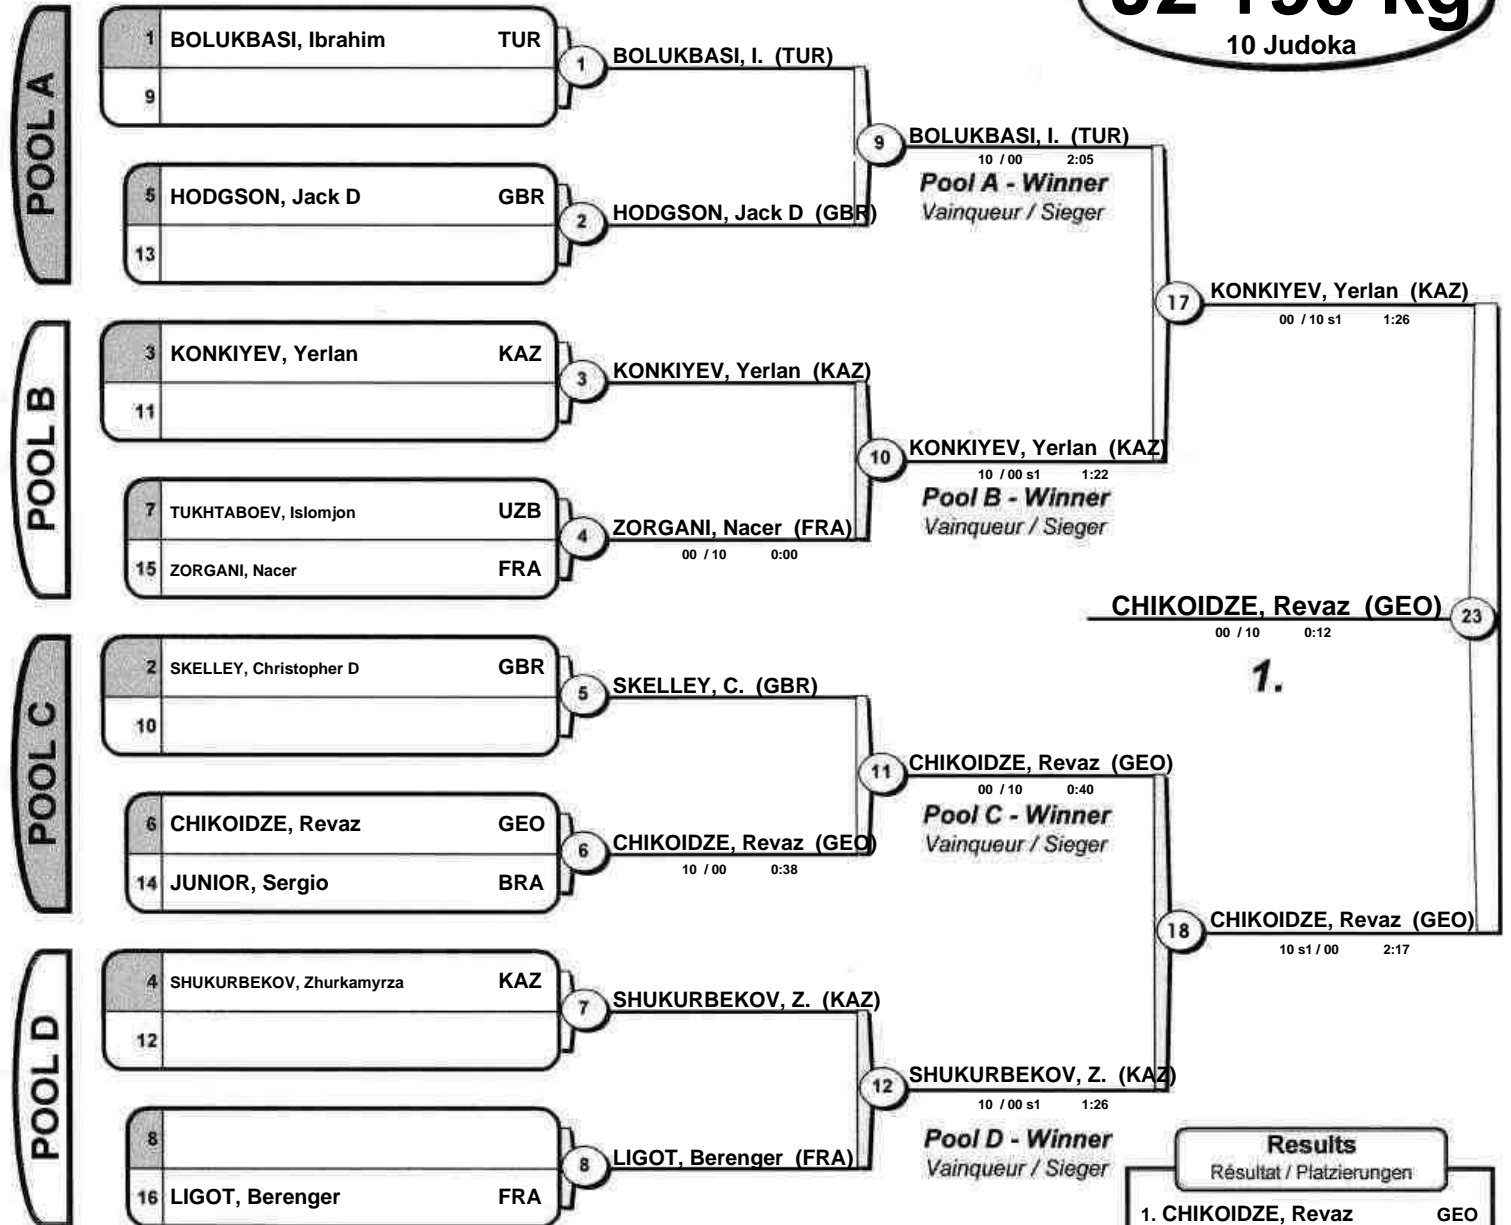 10 Judoka
POOL A
1 BOLUKBASI, Ibrahim TUR
9
1
BOLUKBASI, I. (TUR)
5 HODGSON, Jack D GBR
13
2
HODGSON, Jack D (GBR)
9
BOLUKBASI, I. (TUR)
10 / 00 2:05
Pool A - Winner
Vainqueur / Sieger
POOL B
3 KONKIYEV, Yerlan KAZ
11
3
KONKIYEV, Yerlan (KAZ)
7 TUKHTABOEV, Islomjon UZB
15 ZORGANI, Nacer FRA
4
ZORGANI, Nacer (FRA)
00 / 10 0:00
10
KONKIYEV, Yerlan (KAZ)
10 / 00 s1 1:22
Pool B - Winner
Vainqueur / Sieger
17
KONKIYEV, Yerlan (KAZ)
00 / 10 s1 1:26
POOL C
2 SKELLEY, Christopher D GBR
10
5
SKELLEY, C. (GBR)
6 CHIKOIDZE, Revaz GEO
14 JUNIOR, Sergio BRA
6
CHIKOIDZE, Revaz (GEO)
10 / 00 0:38
11
CHIKOIDZE, Revaz (GEO)
00 / 10 0:40
Pool C - Winner
Vainqueur / Sieger
POOL D
4 SHUKURBEKOV, Zhurkamyrza KAZ
12
7
SHUKURBEKOV, Z. (KAZ)
8
16 LIGOT, Berenger FRA
8
LIGOT, Berenger (FRA)
12
SHUKURBEKOV, Z. (KAZ)
10 / 00 s1 1:26
Pool D - Winner
Vainqueur / Sieger
18
CHIKOIDZE, Revaz (GEO)
10 s1 / 00 2:17
CHIKOIDZE, Revaz (GEO)
23
00 / 10 0:12
1.
Results
Résultat / Platzierungen
1. CHIKOIDZE, Revaz GEO